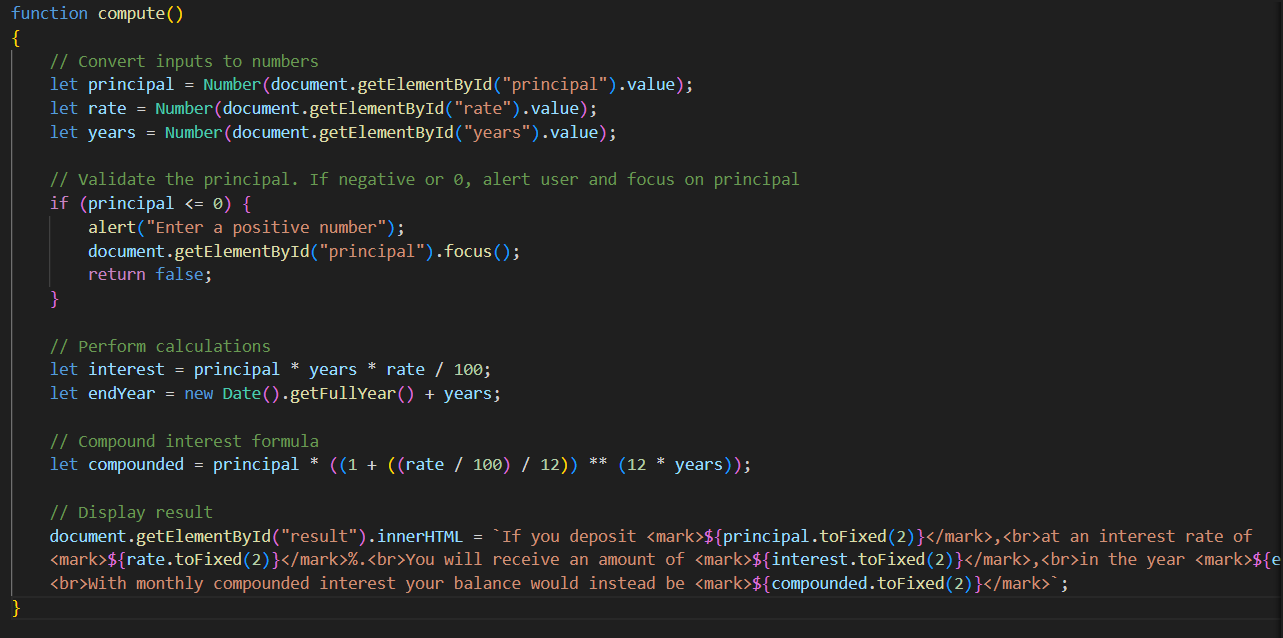 function compute()
{
    // Convert inputs to numbers
    let principal = Number(document.getElementById("principal").value);
    let rate = Number(document.getElementById("rate").value);
    let years = Number(document.getElementById("years").value);

    // Validate the principal. If negative or 0, alert user and focus on principal
    if (principal <= 0) {
        alert("Enter a positive number");
        document.getElementById("principal").focus();
        return false;
    }

    // Perform calculations
    let interest = principal * years * rate / 100;
    let endYear = new Date().getFullYear() + years;

    // Compound interest formula
    let compounded = principal * ((1 + ((rate / 100) / 12)) ** (12 * years));

    // Display result
    document.getElementById("result").innerHTML = `If you deposit <mark>${principal.toFixed(2)}</mark>,<br>at an interest rate of
    <mark>${rate.toFixed(2)}</mark>%.<br>You will receive an amount of <mark>${interest.toFixed(2)}</mark>,<br>in the year <mark>${e
    <br>With monthly compounded interest your balance would instead be <mark>${compounded.toFixed(2)}</mark>`;
}